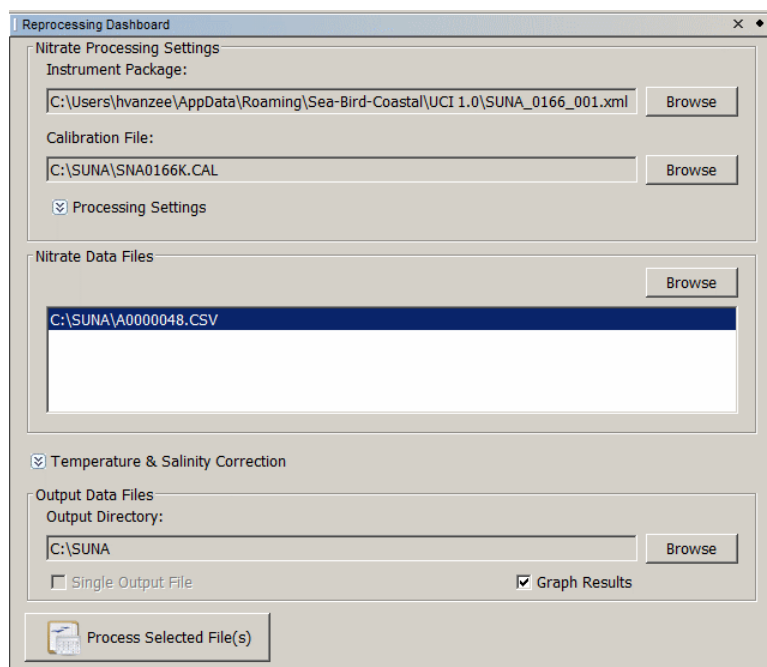 Reprocessing Dashboard
Nitrate Processing Settings
Instrument Package:
C:\Users\hvanzee\AppData\Roaming\Sea-Bird-Coastal\UCI 1.0\SUNA_0166_001.xml Browse
Calibration File:
C:\SUNA\SNA0166K.CAL Browse
Processing Settings
Nitrate Data Files
Browse
C:\SUNA\A0000048.CSV
Temperature & Salinity Correction
Output Data Files
Output Directory:
C:\SUNA Browse
Single Output File Graph Results
Process Selected File(s)